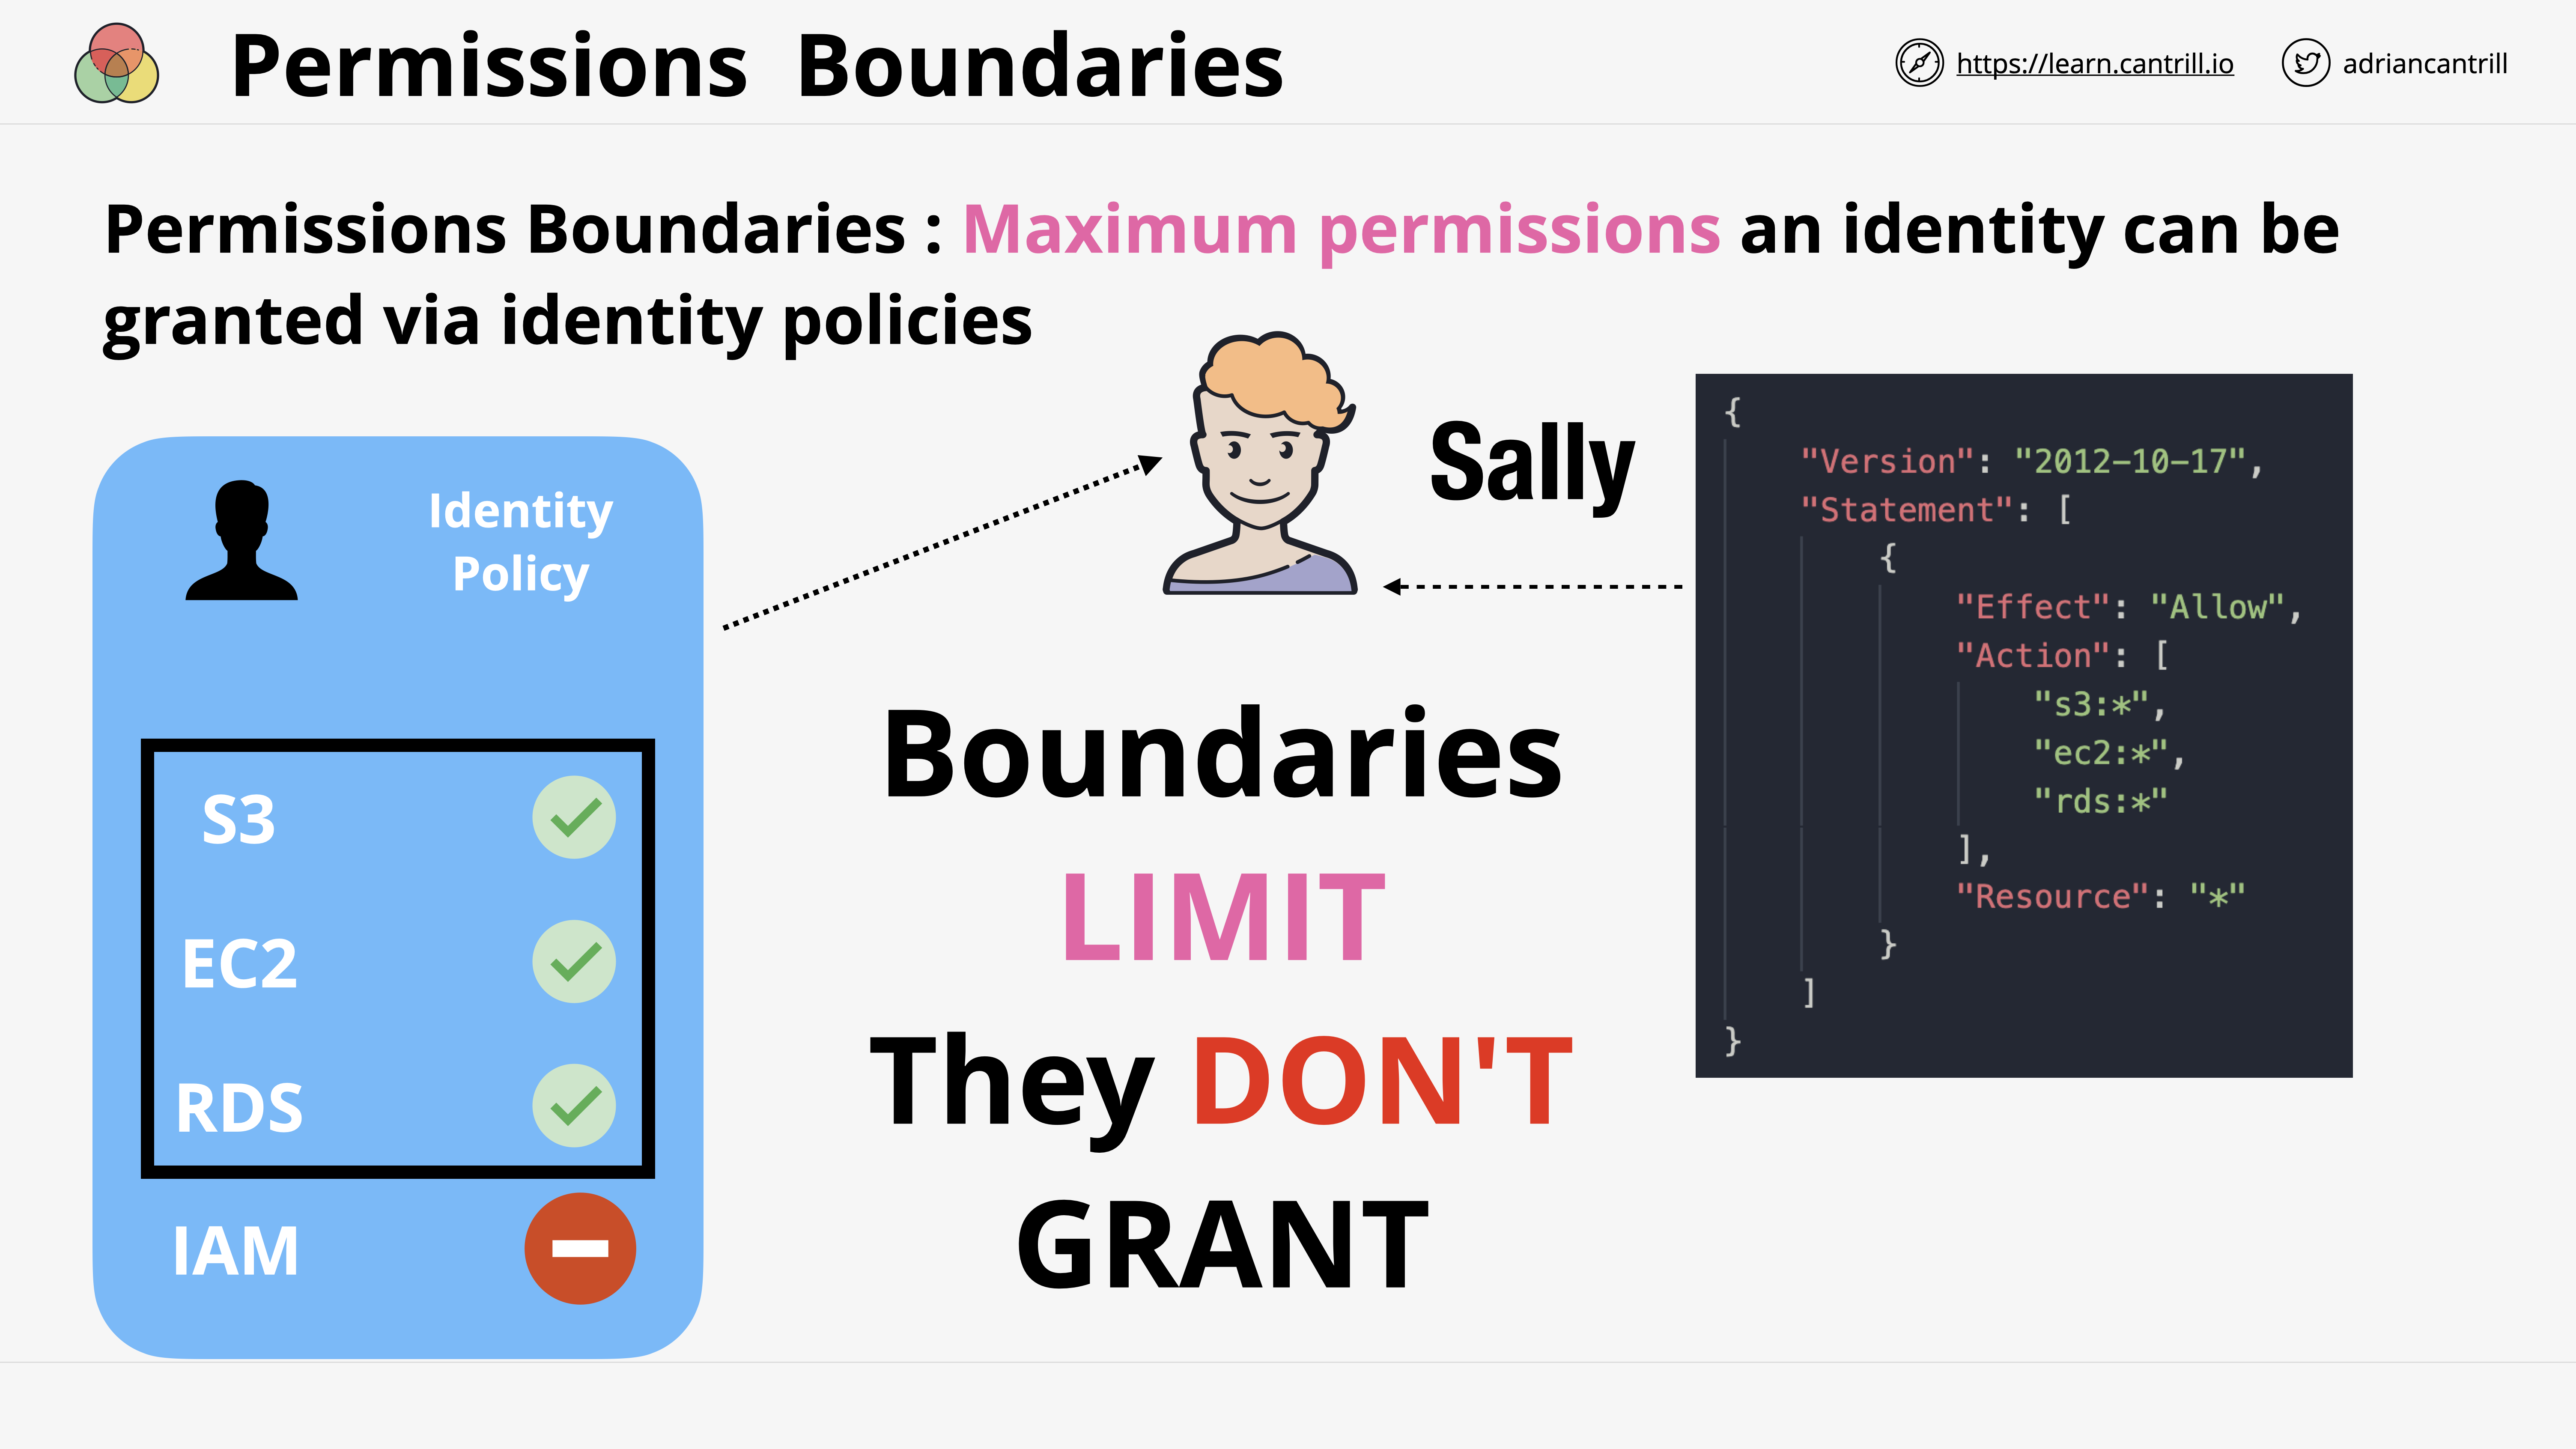 Permissions Boundaries
https://learn.cantrill.io
adriancantrill
Permissions Boundaries : Maximum permissions an identity can be
granted via identity policies
Identity
Policy
S3
EC2
RDS
IAM
Sally
Boundaries
LIMIT
They DON'T
GRANT
{
"Version": "2012-10-17",
"Statement": [
{
"Effect": "Allow",
"Action": [
"s3:*",
"ec2:*",
"rds:*"
],
"Resource": "*"
}
]
}